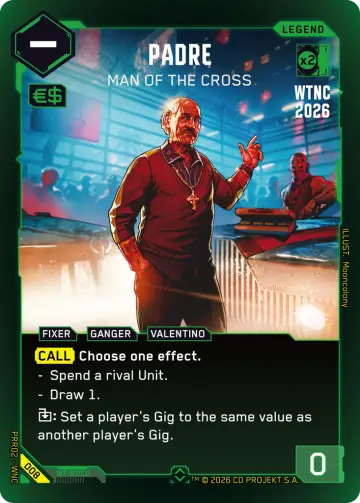 LEGEND
PADRE
MAN OF THE CROSS
x2
€$
WTNC
2026
ILLUST. Mooncolony
FIXER GANGER VALENTINO
CALL Choose one effect.
- Spend a rival Unit.
- Draw 1.
: Set a player's Gig to the same value as
another player's Gig.
0
PRR02 - WNC
008
™ © 2026 CD PROJEKT S.A.